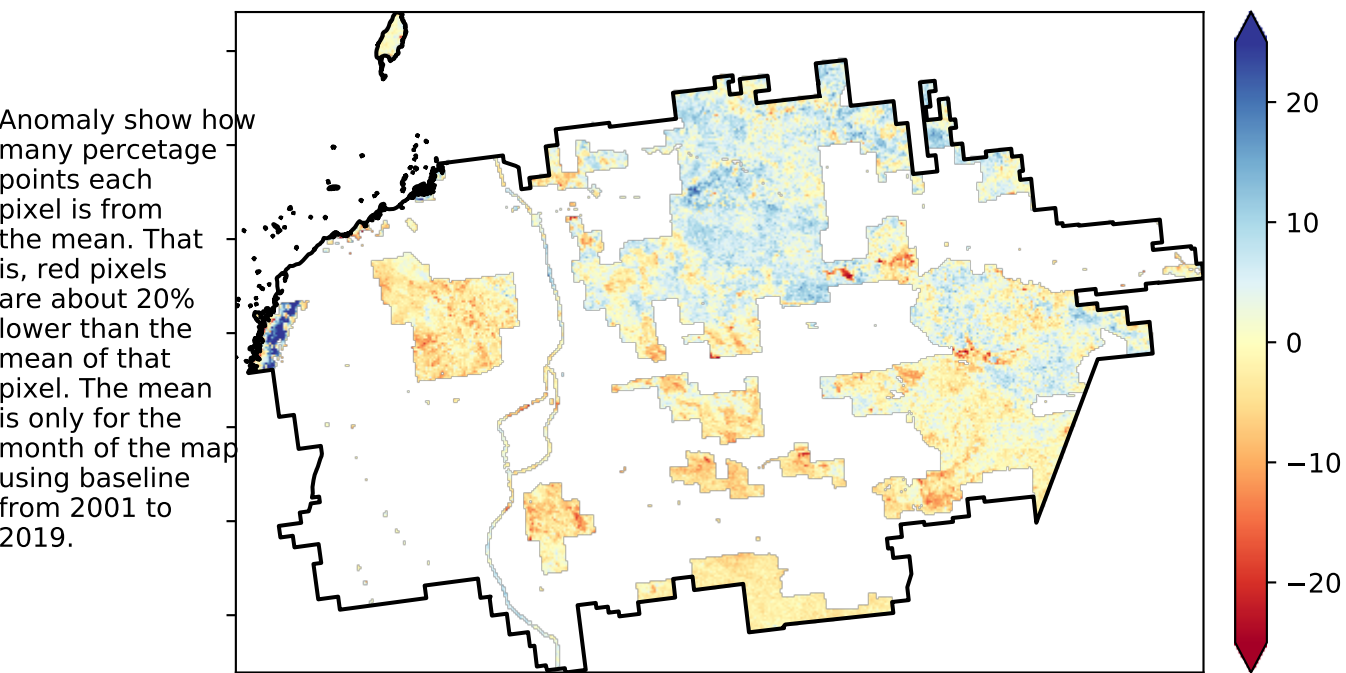 Anomaly show how
many percetage
points each
pixel is from
the mean. That
is, red pixels
are about 20%
lower than the
mean of that
pixel. The mean
is only for the
month of the map
using baseline
from 2001 to
2019.
20
10
0
−10
−20